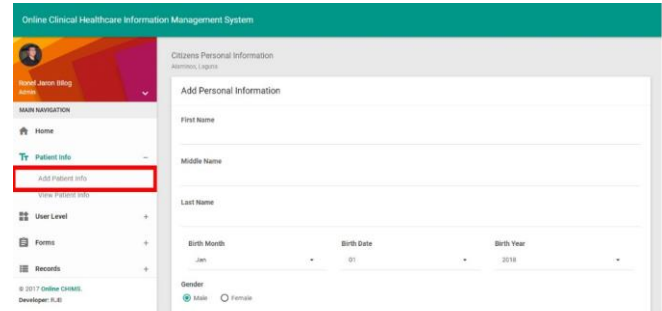 Online Clinical Healthcare Information Management System
Ronel Jaron Billog
Admin
MAIN NAVIGATION
Home
Patient Info
Add Patient Info
View Patient Info
User Level
Forms
Records
© 2017 Online CHIMS.
Developer:
Citizens Personal Information
Alaminos, Laguna
Add Personal Information
First Name
Middle Name
Last Name
Birth Month Birth Date Birth Year
Jan 01 2018
Gender
Male Female